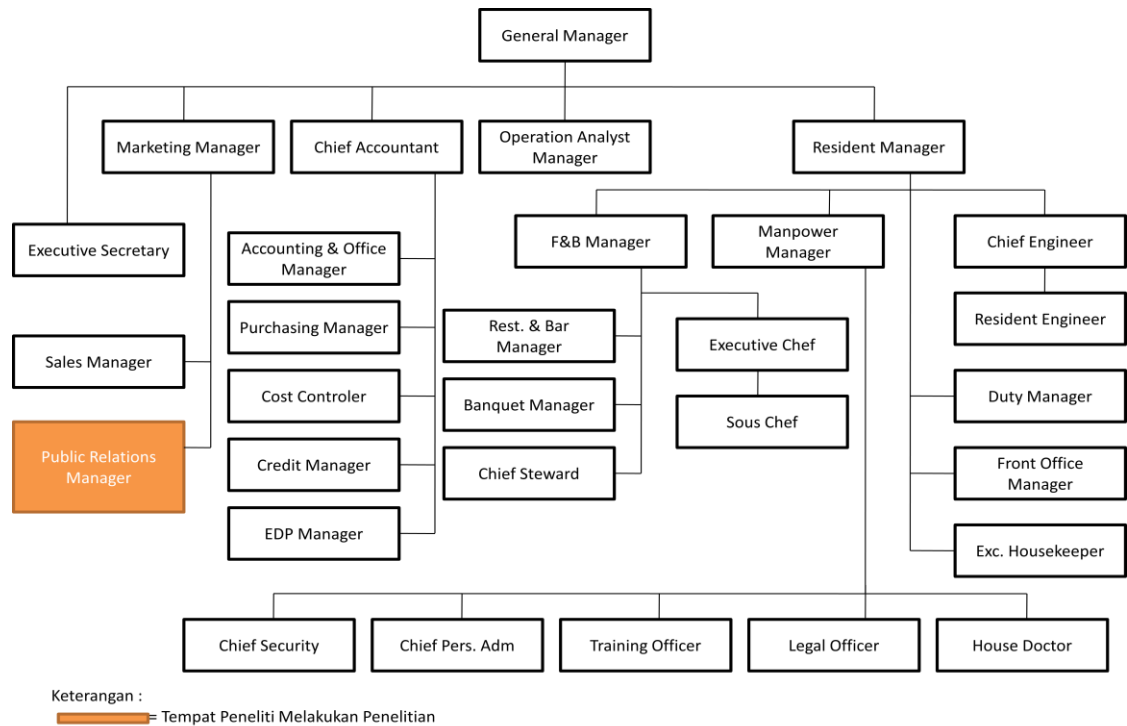 General Manager
Marketing Manager
Chief Accountant
Operation Analyst
Manager
Resident Manager
Executive Secretary
Accounting & Office
Manager
F&B Manager
Manpower
Manager
Chief Engineer
Purchasing Manager
Rest. & Bar
Manager
Executive Chef
Resident Engineer
Sales Manager
Cost Controler
Banquet Manager
Sous Chef
Duty Manager
Public Relations
Manager
Credit Manager
Chief Steward
Front Office
Manager
EDP Manager
Exc. Housekeeper
Chief Security
Chief Pers. Adm
Training Officer
Legal Officer
House Doctor
Keterangan :
= Tempat Peneliti Melakukan Penelitian